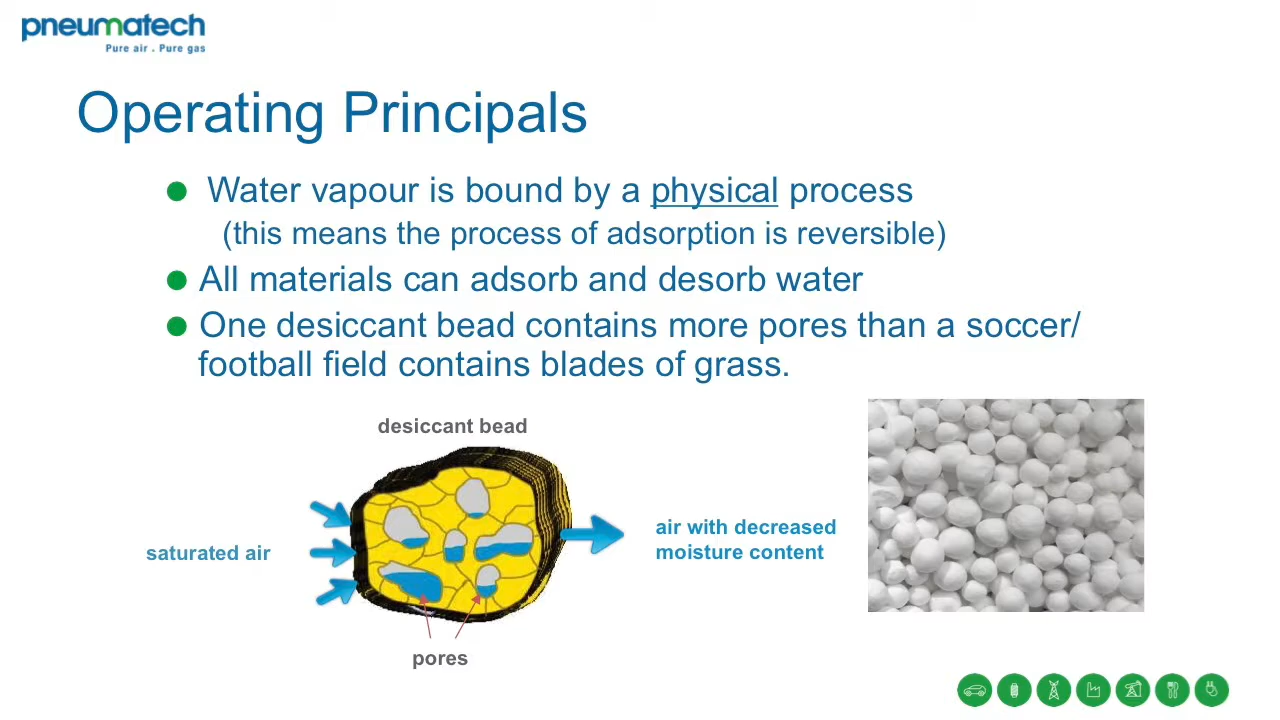 pneumatech
Pure air . Pure gas
Operating Principals
Water vapour is bound by a physical process
(this means the process of adsorption is reversible)
All materials can adsorb and desorb water
One desiccant bead contains more pores than a soccer/
football field contains blades of grass.
desiccant bead
saturated air
air with decreased
moisture content
pores